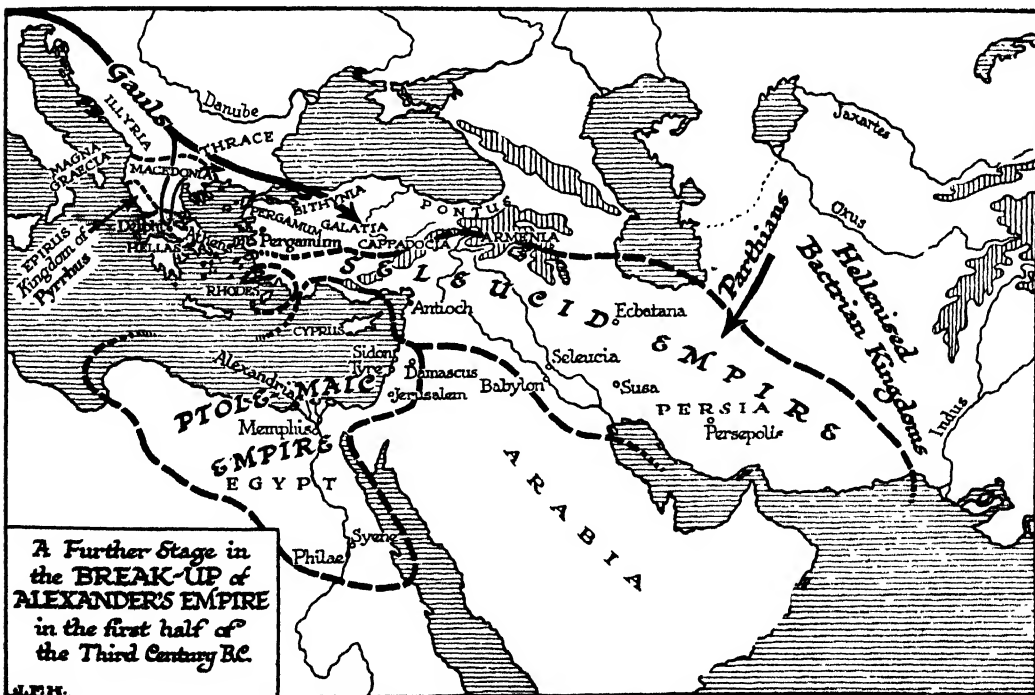 Gauls
ILLYRIA
Danube
THRACE
MAGNA
GRAECIA
MACEDONIA
EPIRUS
Kingdom of
Pyrrhus
Delphi
HELLAS
BITHYNIA
PERGAMUM
GALATIA
Pergamum
CAPPADOCIA
PONTUS
ARMENIA
RHODES
CYPRUS
SELEUCID EMPIRE
Antioch
Ecbatana
Parthians
Hellenised
Bactrian Kingdoms
Jaxartes
Oxus
Indus
Sidon
Tyre
Damascus
Jerusalem
Seleucia
Babylon
Susa
PERSIA
Persepolis
Alexandria
PTOLEMAIC
EMPIRE
Memphis
EGYPT
Syene
Philae
ARABIA
A Further Stage in
the BREAK-UP of
ALEXANDER'S EMPIRE
in the first half of
the Third Century B.C.
J.F.H.